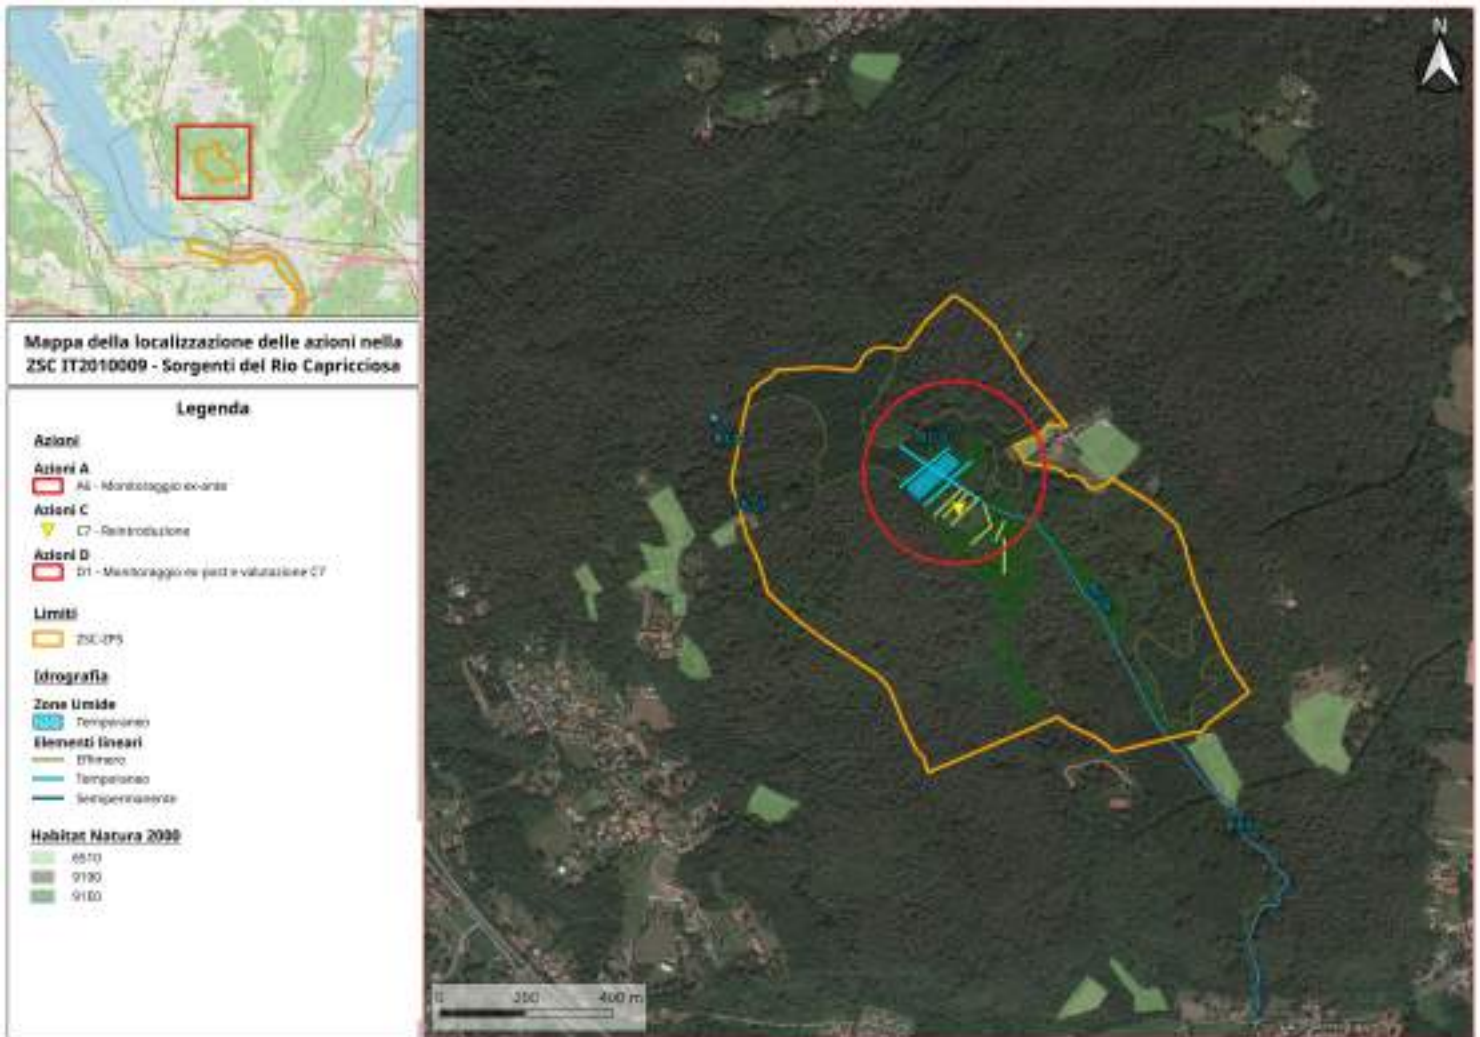 Mappa della localizzazione delle azioni nella
ZSC IT2010009 - Sorgenti del Rio Capricciosa
Legenda
Azioni
Azioni A
A6 - Monitoraggio ex-ante
Azioni C
C7 - Reintroduzione
Azioni D
D1 - Monitoraggio ex-post e valutazione C7
Limiti
ZSC-ZPS
Idrografia
Zone Umide
Temporaneo
Elementi lineari
Effimero
Temporaneo
Semipermanente
Habitat Natura 2000
6510
9190
91E0
N
0 200 400 m